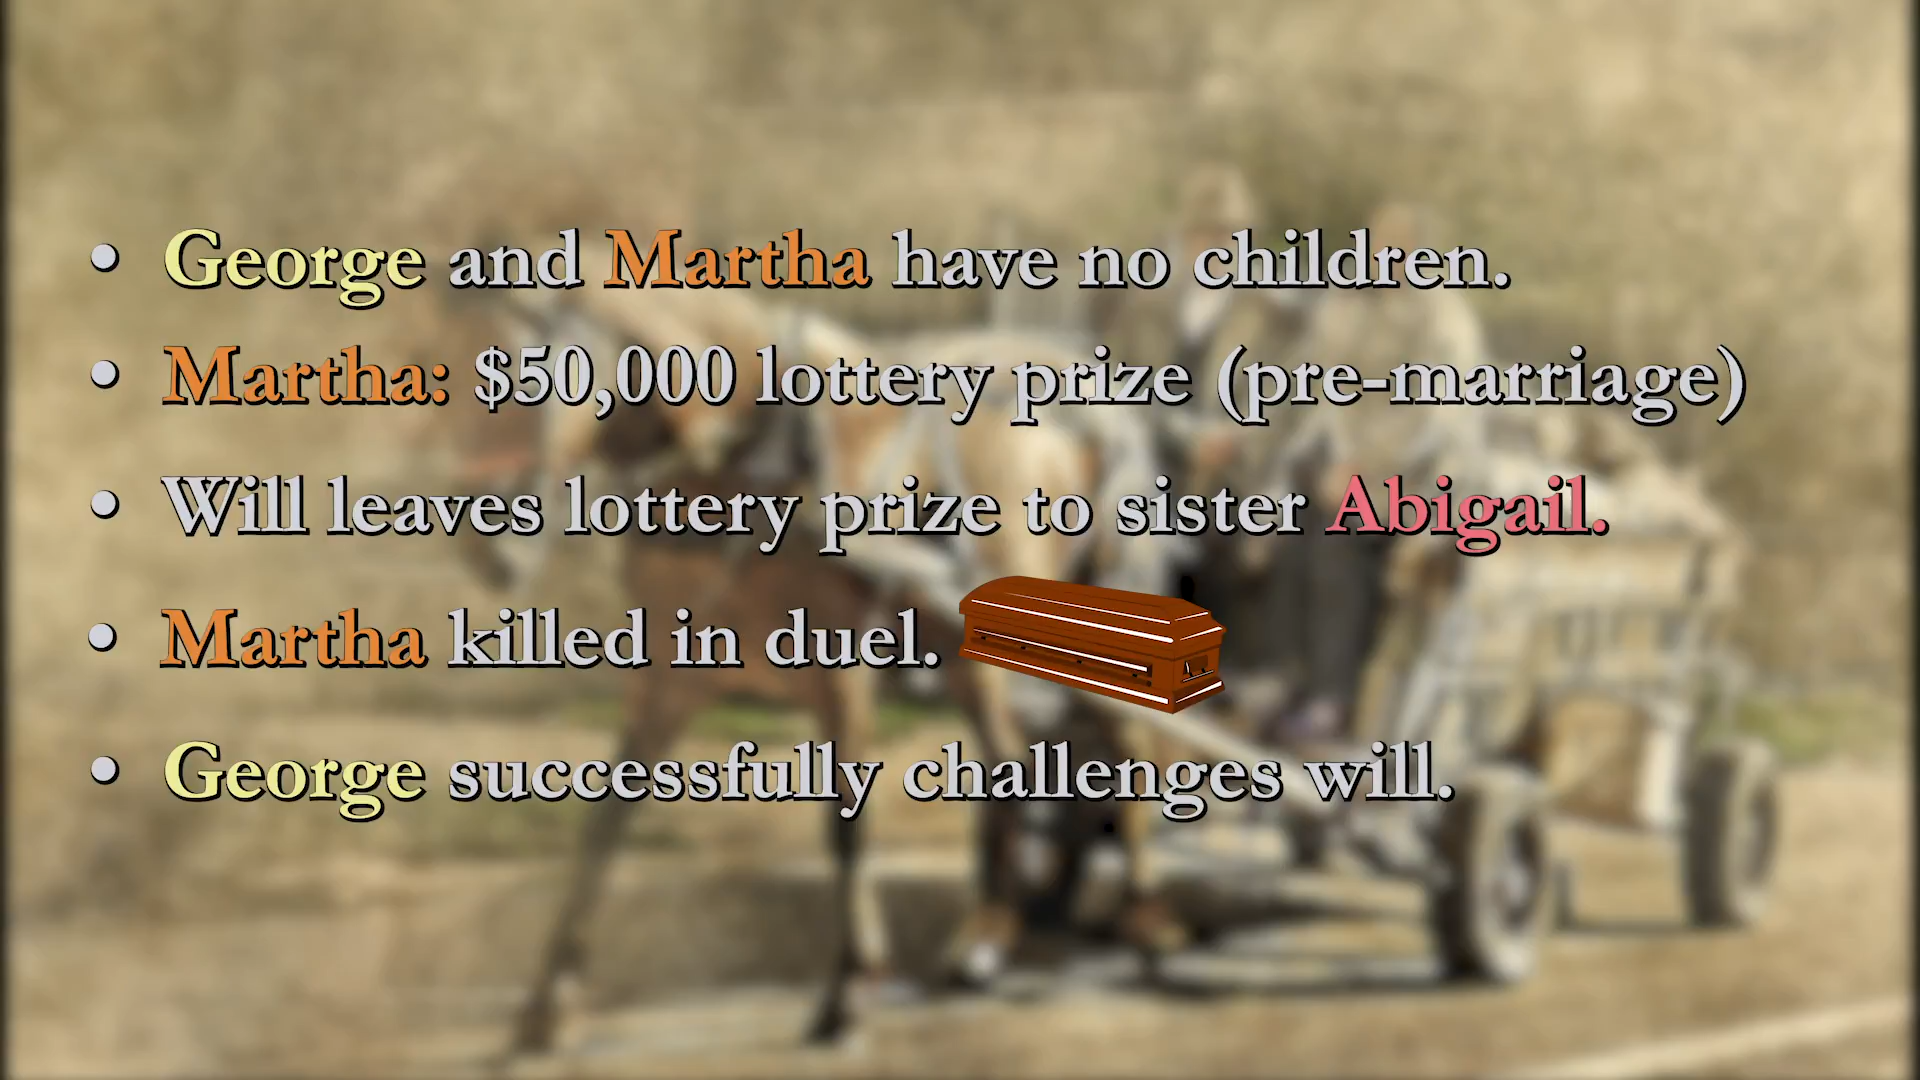 • George and Martha have no children.
• Martha: $50,000 lottery prize (pre-marriage)
• Will leaves lottery prize to sister Abigail.
• Martha killed in duel.
• George successfully challenges will.